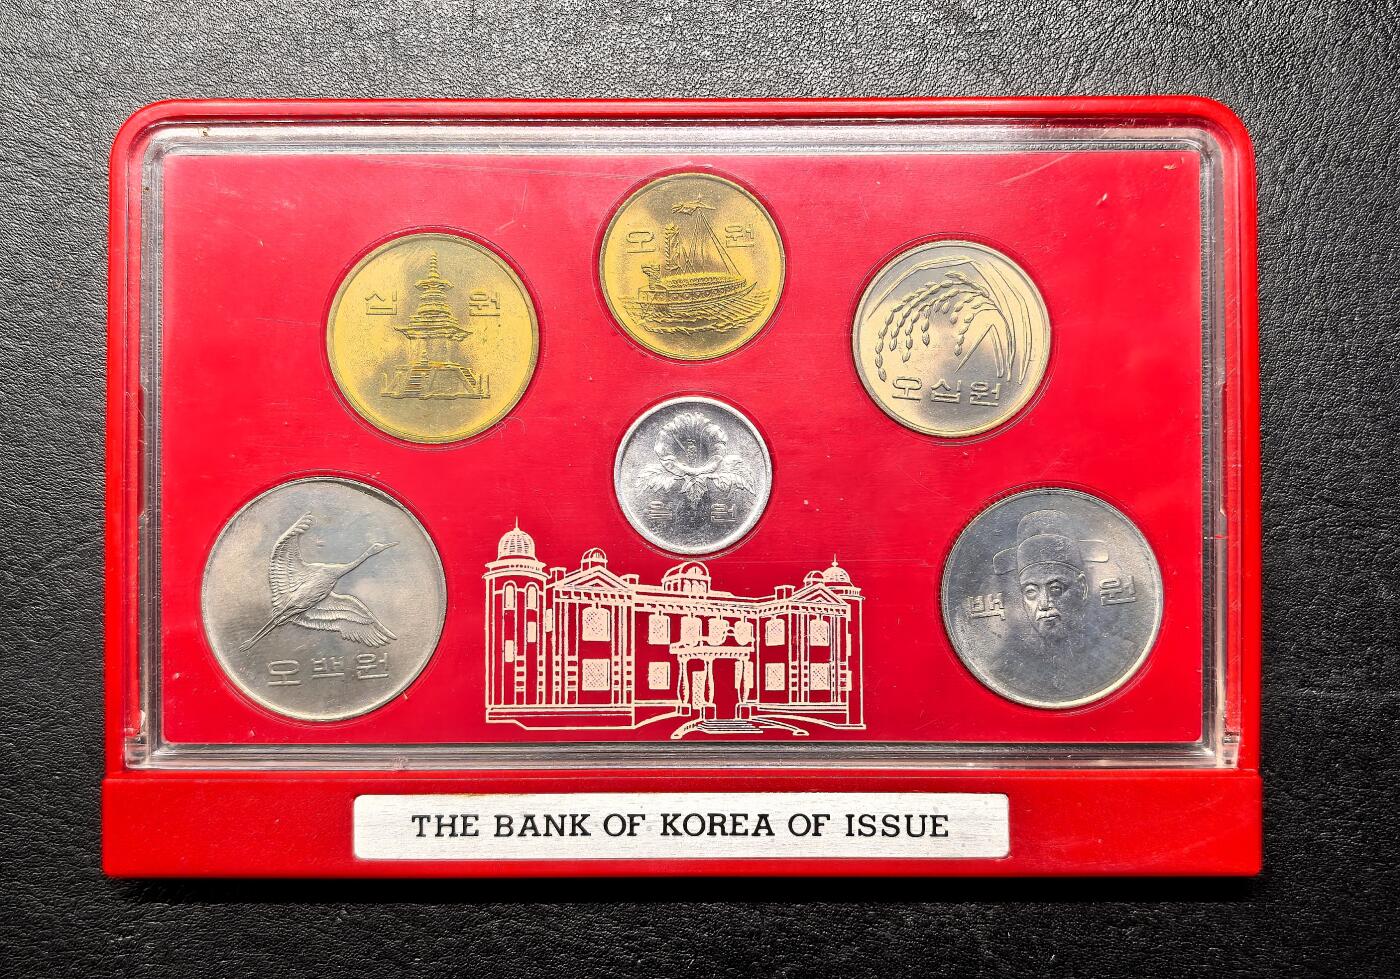 오 원
십 원
오십원
일 원
오백원
백 원
THE BANK OF KOREA OF ISSUE